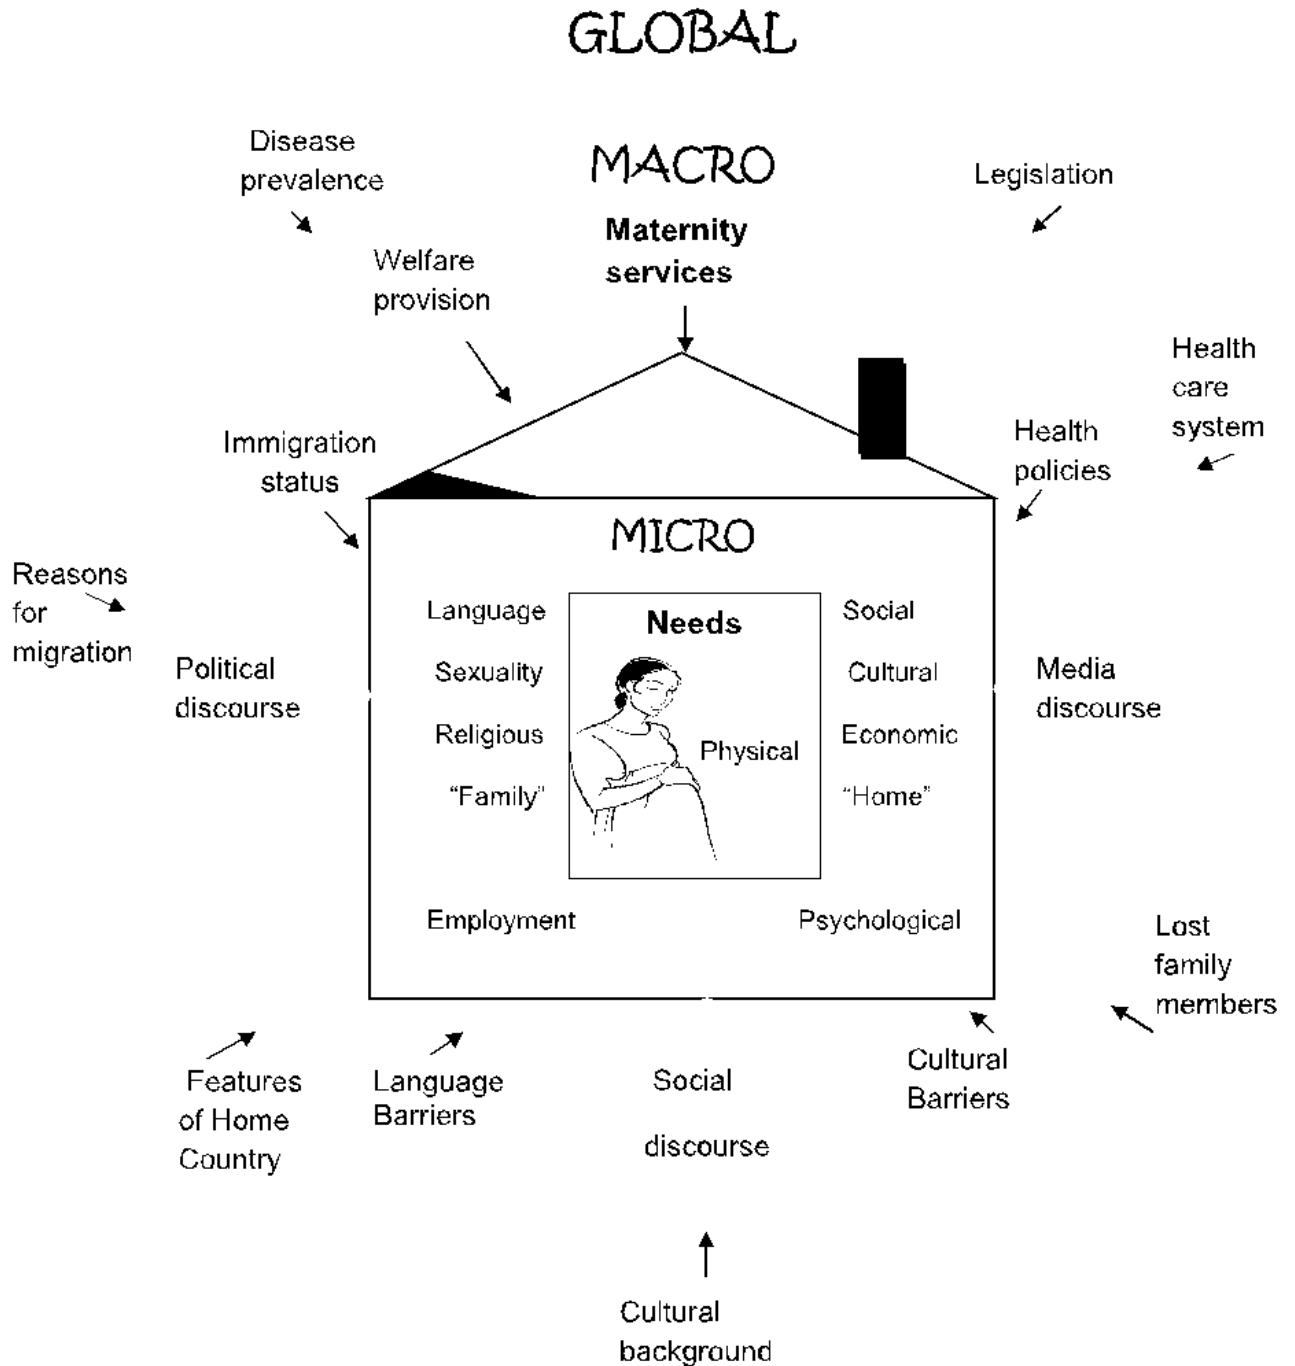 GLOBAL
Disease
prevalence
MACRO
Legislation
Maternity
services
Welfare
provision
Health
care
system
Immigration
status
Health
policies
MICRO
Reasons
for
migration
Political
discourse
Language
Sexuality
Religious
“Family”
Needs
Physical
Social
Cultural
Economic
“Home”
Media
discourse
Employment
Psychological
Lost
family
members
Features
of Home
Country
Language
Barriers
Social
discourse
Cultural
Barriers
Cultural
background